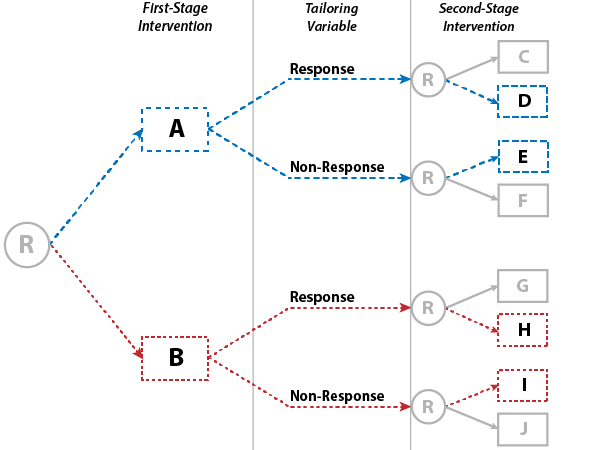 First-Stage
Intervention
Tailoring
Variable
Second-Stage
Intervention
R
A
B
Response
Non-Response
Response
Non-Response
R
R
R
R
C
D
E
F
G
H
I
J